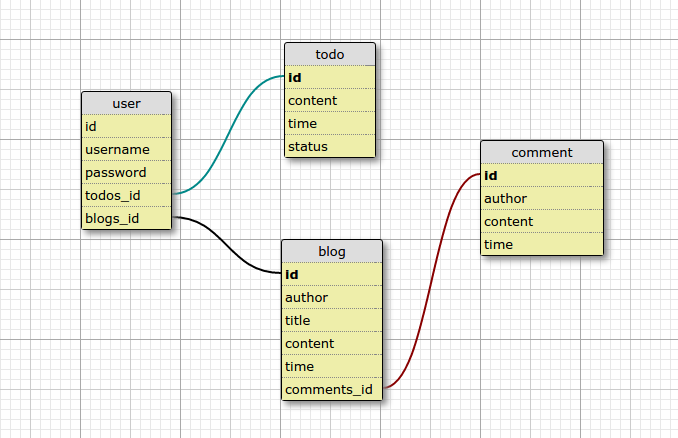 user
id
username
password
todos_id
blogs_id
todo
id
content
time
status
blog
id
author
title
content
time
comments_id
comment
id
author
content
time